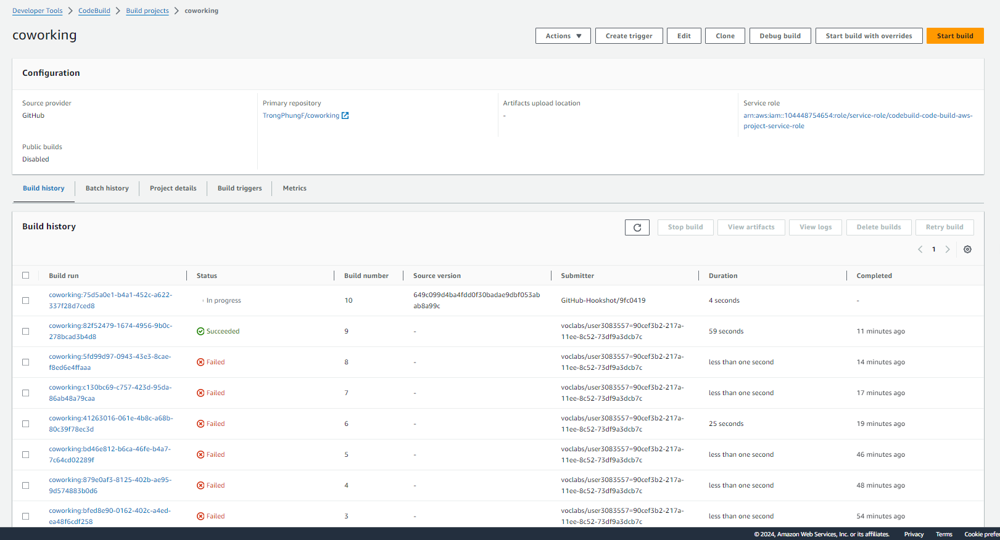 Developer Tools > CodeBuild > Build projects > coworking
coworking
Actions ▼ Create trigger Edit Clone Debug build Start build with overrides Start build
Configuration
Source provider
GitHub
Primary repository
TrongPhungF/coworking
Artifacts upload location
-
Service role
arn:aws:iam::104448754654:role/service-role/codebuild-code-build-aws-
project-service-role
Public builds
Disabled
Build history Batch history Project details Build triggers Metrics
Build history
Stop build View artifacts View logs Delete builds Retry build
< 1 >
Build run Status Build number Source version Submitter Duration Completed
coworking:75d5a0e1-b4a1-452c-a622-
337f28d7ced8
In progress
10
649c099d4ba4fdd0f30badae9dbf053ab
ab8a99c
GitHub-Hookshot/9fc0419
4 seconds
-
coworking:82f52479-1674-4956-9b0c-
278bcad3b4d8
Succeeded
9
-
voclabs/user3083557=90cef3b2-217a-
11ee-8c52-73df9a3dcb7c
59 seconds
11 minutes ago
coworking:5fd99d97-0943-43e3-8cae-
f8ed6e4ffaaa
Failed
8
-
voclabs/user3083557=90cef3b2-217a-
11ee-8c52-73df9a3dcb7c
less than one second
14 minutes ago
coworking:c130bc69-c757-423d-95da-
86ab48a79caa
Failed
7
-
voclabs/user3083557=90cef3b2-217a-
11ee-8c52-73df9a3dcb7c
less than one second
17 minutes ago
coworking:41263016-061e-4b8c-a68b-
80c39f78ec3d
Failed
6
-
voclabs/user3083557=90cef3b2-217a-
11ee-8c52-73df9a3dcb7c
25 seconds
19 minutes ago
coworking:bd46e812-b6ca-46fe-b4a7-
7c64cd02289f
Failed
5
-
voclabs/user3083557=90cef3b2-217a-
11ee-8c52-73df9a3dcb7c
less than one second
46 minutes ago
coworking:879e0af3-8125-402b-ae95-
9d574883b0d6
Failed
4
-
voclabs/user3083557=90cef3b2-217a-
11ee-8c52-73df9a3dcb7c
less than one second
48 minutes ago
coworking:bfed8e90-0162-402c-a4ed-
ea48f6cdf258
Failed
3
-
voclabs/user3083557=90cef3b2-217a-
11ee-8c52-73df9a3dcb7c
less than one second
54 minutes ago
© 2024, Amazon Web Services, Inc. or its affiliates. Privacy Terms Cookie prefer